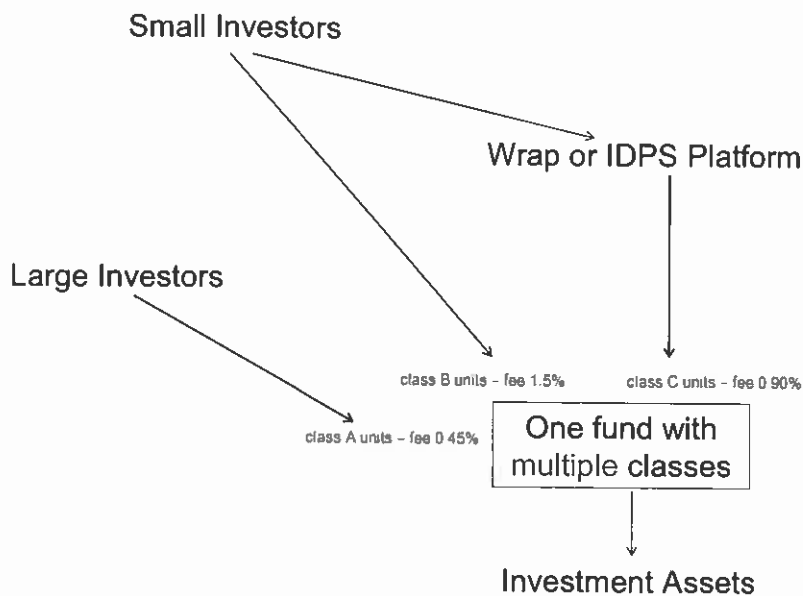 Small Investors
Wrap or IDPS Platform
Large Investors
class B units – fee 1.5%
class C units – fee 0 90%
class A units – fee 0 45%
One fund with
multiple classes
Investment Assets